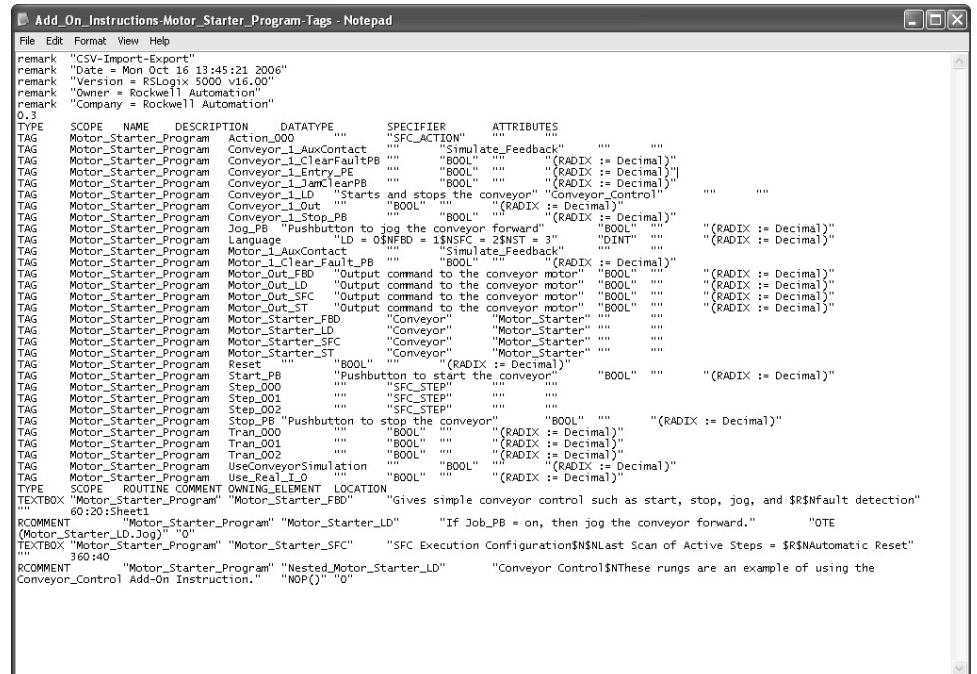 Add_On_Instructions-Motor_Starter_Program-Tags - Notepad
File Edit Format View Help
remark "CSV-Import-Export"
remark "Date = Mon Oct 16 13:45:21 2006"
remark "Version = RSLogix 5000 v16.00"
remark "Owner = Rockwell Automation"
remark "Company = Rockwell Automation"
0.3
TYPE SCOPE NAME DESCRIPTION DATATYPE SPECIFIER ATTRIBUTES
TAG Motor_Starter_Program Action_000 "" "SFC_ACTION" "" ""
TAG Motor_Starter_Program Conveyor_1_AuxContact "" "Simulate_Feedback" "" ""
TAG Motor_Starter_Program Conveyor_1_ClearFaultPB "" "BOOL" "" "(RADIX := Decimal)"
TAG Motor_Starter_Program Conveyor_1_Entry_PE "" "BOOL" "" "(RADIX := Decimal)"
TAG Motor_Starter_Program Conveyor_1_JamClearPB "" "BOOL" "" "(RADIX := Decimal)"
TAG Motor_Starter_Program Conveyor_1_LD "Starts and stops the conveyor" "Conveyor_Control" "" ""
TAG Motor_Starter_Program Conveyor_1_Out "" "BOOL" "" "(RADIX := Decimal)"
TAG Motor_Starter_Program Conveyor_1_Stop_PB "" "BOOL" "" "(RADIX := Decimal)"
TAG Motor_Starter_Program Jog_PB "Pushbutton to jog the conveyor forward" "BOOL" "" "(RADIX := Decimal)"
TAG Motor_Starter_Program Language "LD = 0$NFBD = 1$NSFC = 2$NST = 3" "DINT" "" "(RADIX := Decimal)"
TAG Motor_Starter_Program Motor_1_AuxContact "" "Simulate_Feedback" "" ""
TAG Motor_Starter_Program Motor_1_Clear_Fault_PB "" "BOOL" "" "(RADIX := Decimal)"
TAG Motor_Starter_Program Motor_Out_FBD "Output command to the conveyor motor" "BOOL" "" "(RADIX := Decimal)"
TAG Motor_Starter_Program Motor_Out_LD "Output command to the conveyor motor" "BOOL" "" "(RADIX := Decimal)"
TAG Motor_Starter_Program Motor_Out_SFC "Output command to the conveyor motor" "BOOL" "" "(RADIX := Decimal)"
TAG Motor_Starter_Program Motor_Out_ST "Output command to the conveyor motor" "BOOL" "" "(RADIX := Decimal)"
TAG Motor_Starter_Program Motor_Starter_FBD "Conveyor" "Motor_Starter" "" ""
TAG Motor_Starter_Program Motor_Starter_LD "Conveyor" "Motor_Starter" "" ""
TAG Motor_Starter_Program Motor_Starter_SFC "Conveyor" "Motor_Starter" "" ""
TAG Motor_Starter_Program Motor_Starter_ST "Conveyor" "Motor_Starter" "" ""
TAG Motor_Starter_Program Reset "" "BOOL" "" "(RADIX := Decimal)"
TAG Motor_Starter_Program Start_PB "Pushbutton to start the conveyor" "BOOL" "" "(RADIX := Decimal)"
TAG Motor_Starter_Program Step_000 "" "SFC_STEP" "" ""
TAG Motor_Starter_Program Step_001 "" "SFC_STEP" "" ""
TAG Motor_Starter_Program Step_002 "" "SFC_STEP" "" ""
TAG Motor_Starter_Program Stop_PB "Pushbutton to stop the conveyor" "BOOL" "" "(RADIX := Decimal)"
TAG Motor_Starter_Program Tran_000 "" "BOOL" "" "(RADIX := Decimal)"
TAG Motor_Starter_Program Tran_001 "" "BOOL" "" "(RADIX := Decimal)"
TAG Motor_Starter_Program Tran_002 "" "BOOL" "" "(RADIX := Decimal)"
TAG Motor_Starter_Program UseConveyorSimulation "" "BOOL" "" "(RADIX := Decimal)"
TAG Motor_Starter_Program Use_Real_I_O "" "BOOL" "" "(RADIX := Decimal)"
TYPE SCOPE ROUTINE COMMENT OWNING_ELEMENT LOCATION
TEXTBOX "Motor_Starter_Program" "Motor_Starter_FBD" "Gives simple conveyor control such as start, stop, jog, and $R$Nfault detection"
"" 60:20:Sheet1
RCOMMENT "Motor_Starter_Program" "Motor_Starter_LD" "If Job_PB = on, then jog the conveyor forward." "OTE
(Motor_Starter_LD.Jog)" "0"
TEXTBOX "Motor_Starter_Program" "Motor_Starter_SFC" "SFC Execution Configuration$N$NLast Scan of Active Steps = $R$NAutomatic Reset"
"" 360:40
RCOMMENT "Motor_Starter_Program" "Nested_Motor_Starter_LD" "Conveyor Control$NThese rungs are an example of using the
Conveyor_Control Add-On Instruction." "NOP()" "0"